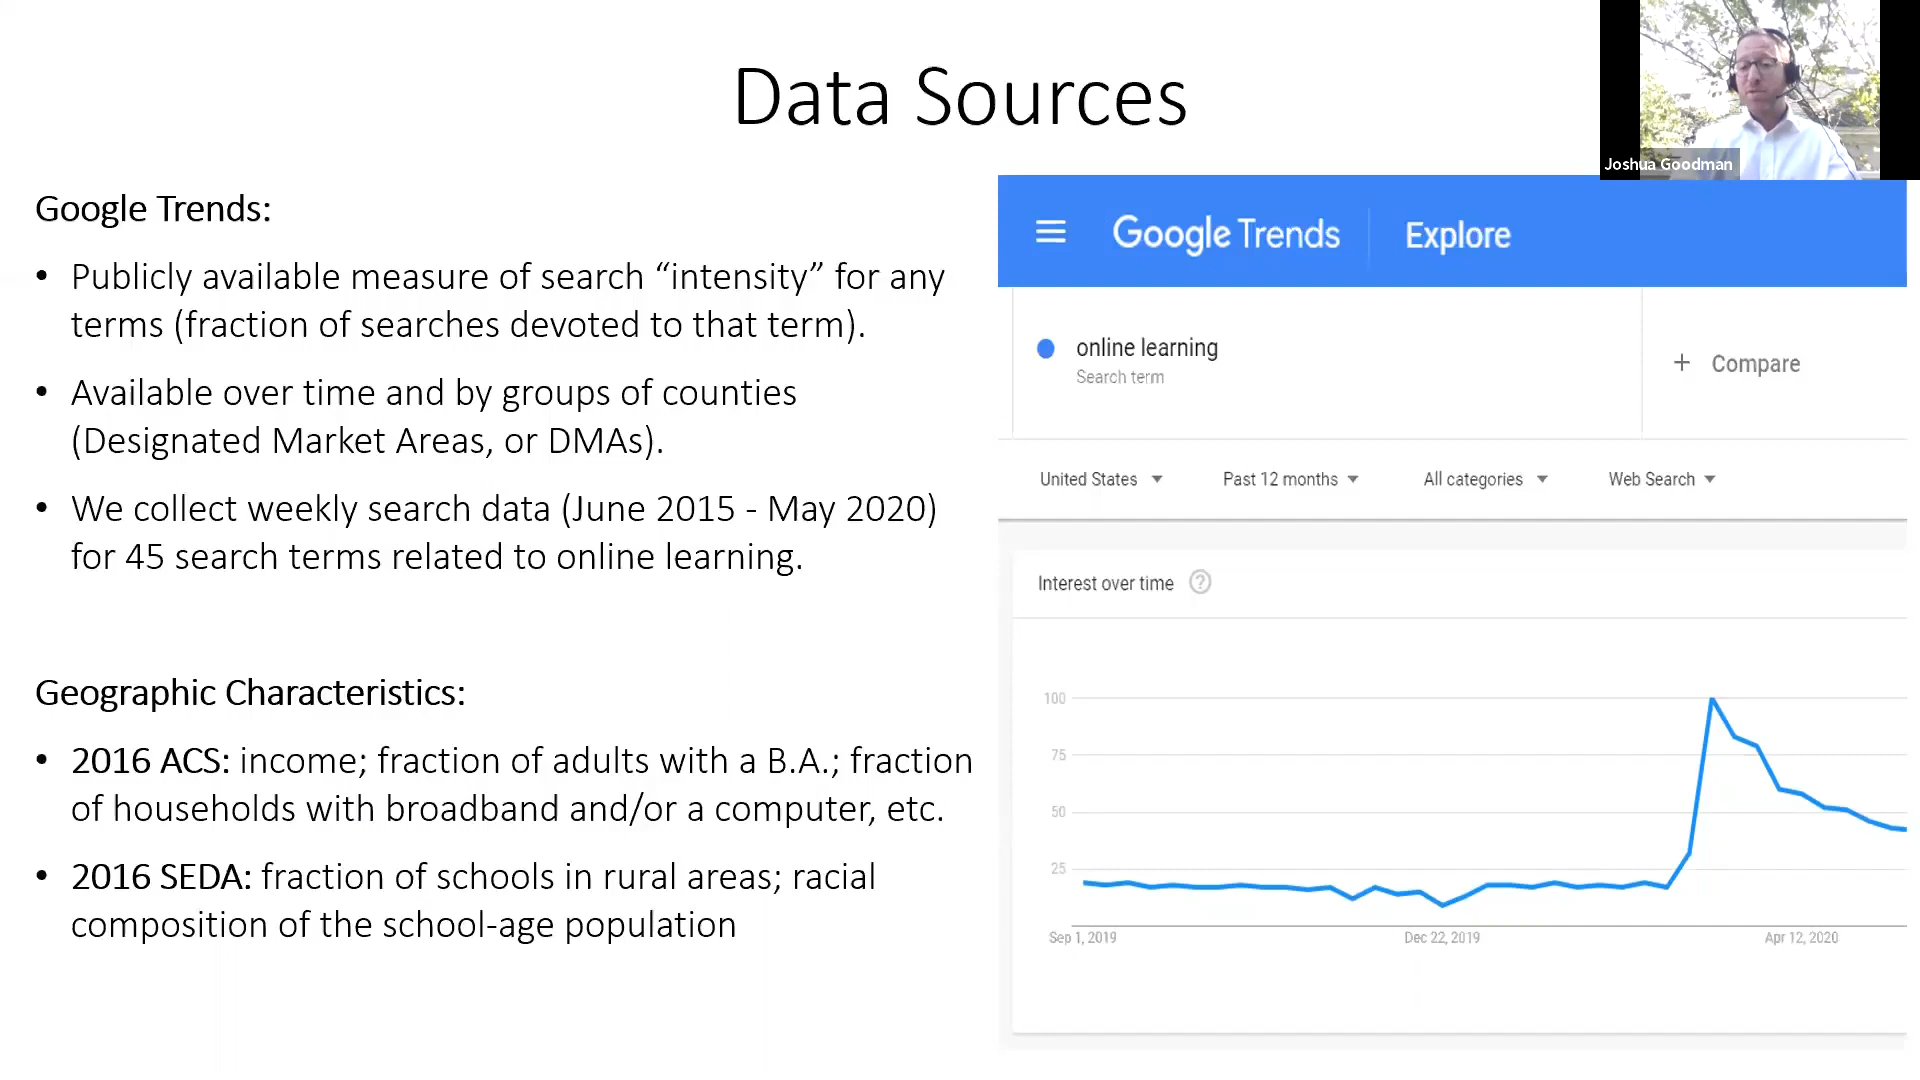 Data Sources
Joshua Goodman
Google Trends:
• Publicly available measure of search “intensity” for any
terms (fraction of searches devoted to that term).
• Available over time and by groups of counties
(Designated Market Areas, or DMAs).
• We collect weekly search data (June 2015 - May 2020)
for 45 search terms related to online learning.
Geographic Characteristics:
• 2016 ACS: income; fraction of adults with a B.A.; fraction
of households with broadband and/or a computer, etc.
• 2016 SEDA: fraction of schools in rural areas; racial
composition of the school-age population
Google Trends Explore
online learning
Search term
+ Compare
United States Past 12 months All categories Web Search
Interest over time ?
100
75
50
25
Sep 1, 2019 Dec 22, 2019 Apr 12, 2020